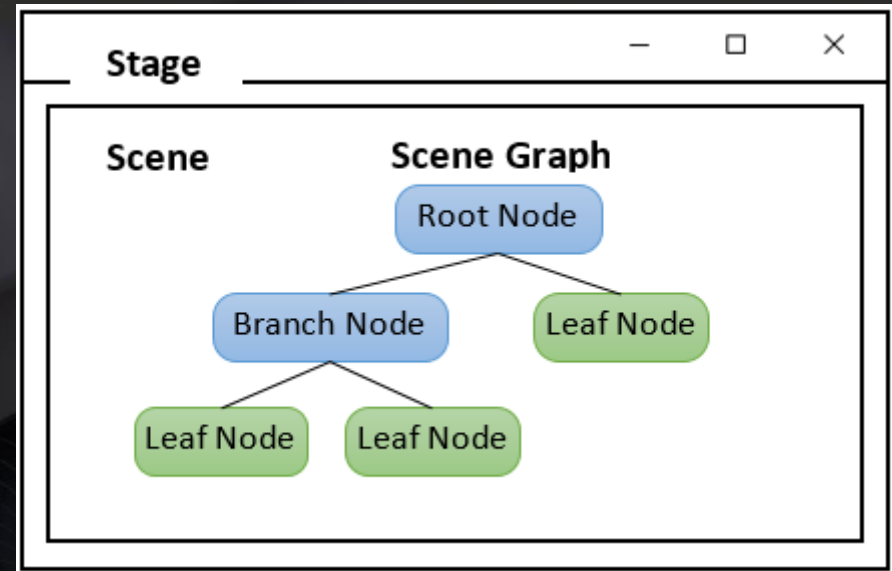 Stage
Scene
Scene Graph
Root Node
Branch Node
Leaf Node
Leaf Node
Leaf Node